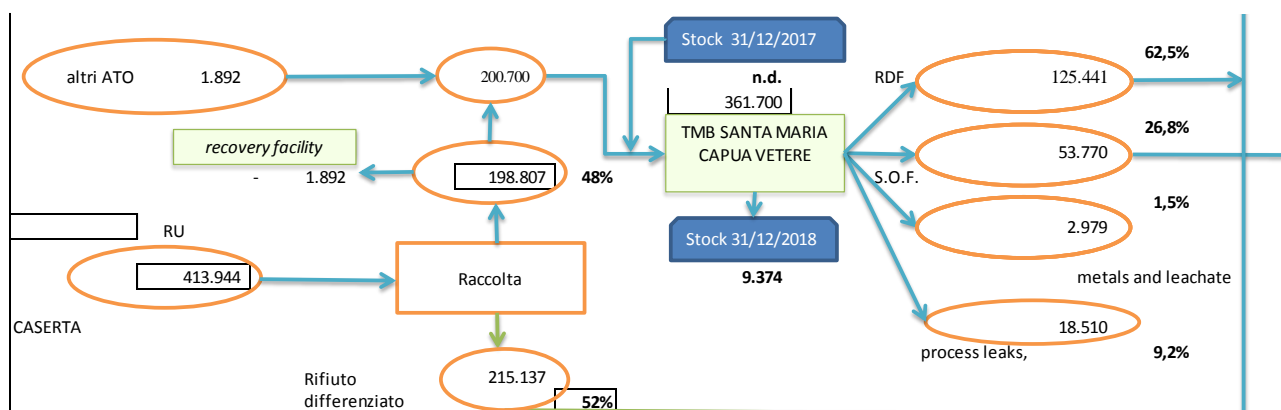 Stock 31/12/2017
62,5%
altri ATO 1.892
200.700
n.d.
RDF
125.441
361.700
26,8%
recovery facility
TMB SANTA MARIA
CAPUA VETERE
53.770
- 1.892
198.807
48%
S.O.F.
1,5%
RU
Stock 31/12/2018
2.979
413.944
Raccolta
9.374
metals and leachate
CASERTA
18.510
process leaks,
9,2%
Rifiuto
differenziato
215.137
52%